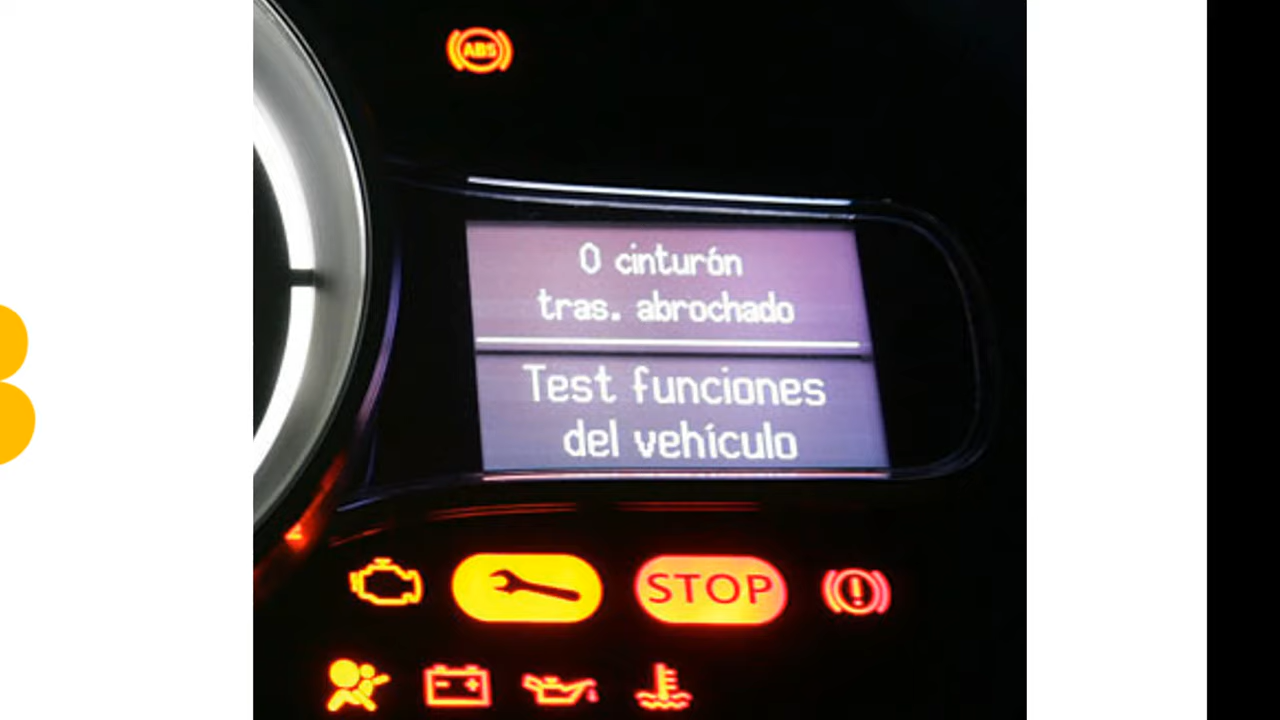 ABS
0 cinturón
tras. abrochado
Test funciones
del vehículo
STOP